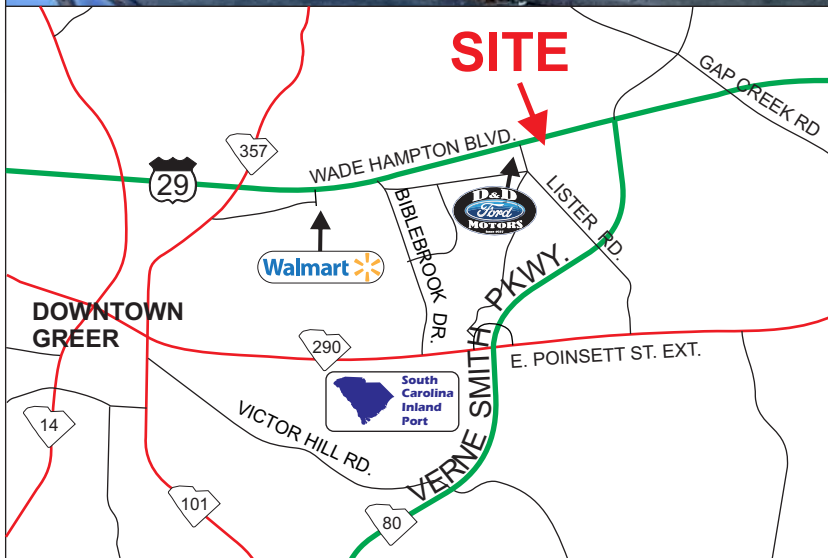 SITE
GAP CREEK RD
WADE HAMPTON BLVD.
357
29
D&D
Ford
MOTORS
LISTER RD.
BIBLEBROOK DR.
Walmart
VERNE SMITH PKWY.
DOWNTOWN
GREER
290
E. POINSETT ST. EXT.
South
Carolina
Inland
Port
VICTOR HILL RD.
14
101
80